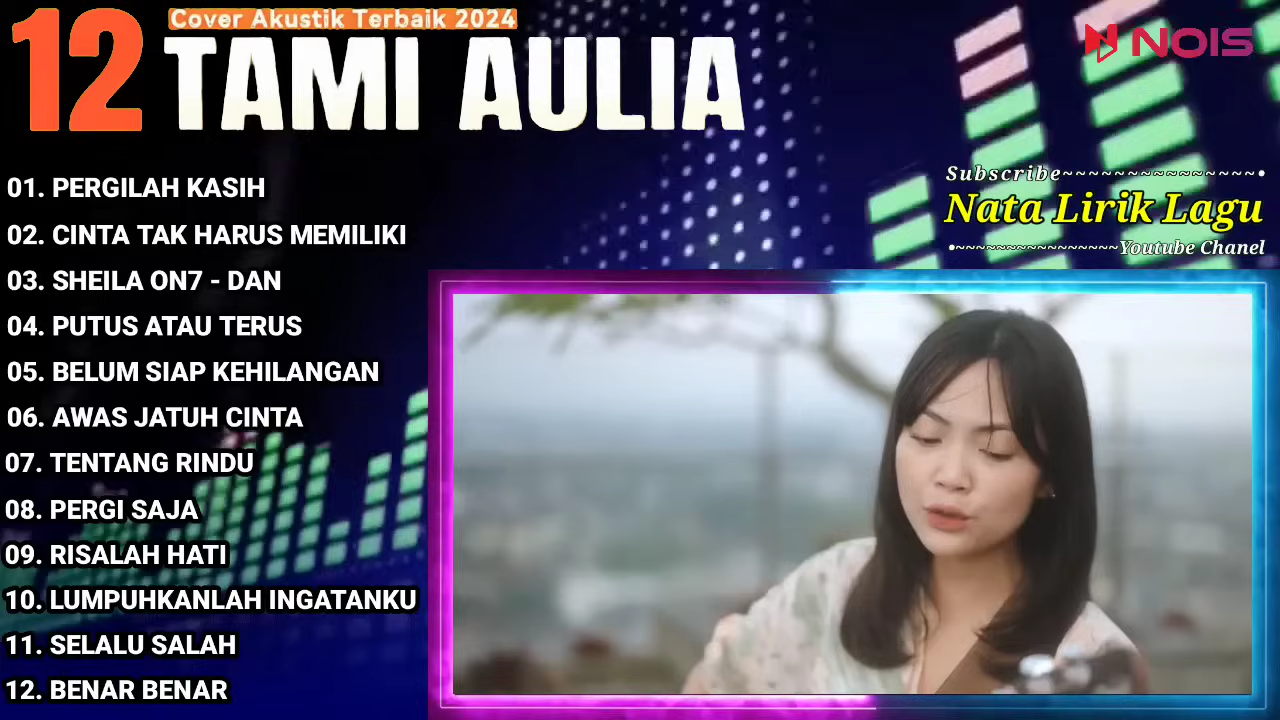 12
Cover Akustik Terbaik 2024
TAMI AULIA
NOIS
01. PERGILAH KASIH
02. CINTA TAK HARUS MEMILIKI
03. SHEILA ON7 - DAN
04. PUTUS ATAU TERUS
05. BELUM SIAP KEHILANGAN
06. AWAS JATUH CINTA
07. TENTANG RINDU
08. PERGI SAJA
09. RISALAH HATI
10. LUMPUHKANLAH INGATANKU
11. SELALU SALAH
12. BENAR BENAR
Subscribe~~~~~~~~~~~~~~~•
Nata Lirik Lagu
•~~~~~~~~~~~~~~~~Youtube Chanel